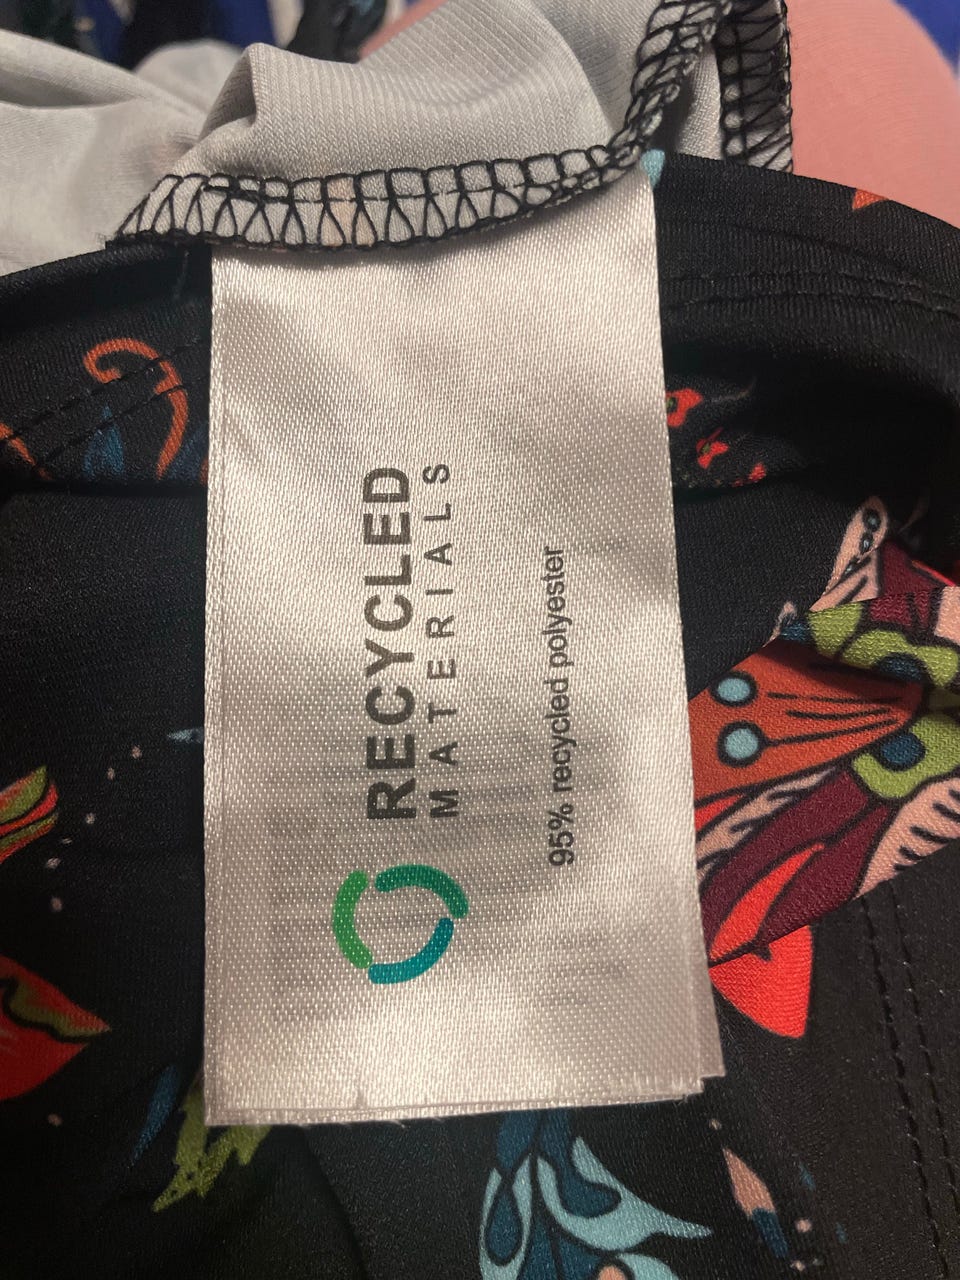 RECYCLED
MATERIALS
95% recycled polyester